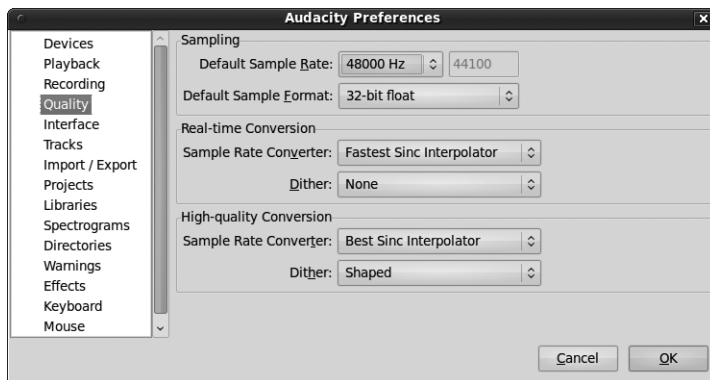 Audacity Preferences
Devices
Playback
Recording
Quality
Interface
Tracks
Import / Export
Projects
Libraries
Spectrograms
Directories
Warnings
Effects
Keyboard
Mouse
Sampling
Default Sample Rate: 48000 Hz 44100
Default Sample Format: 32-bit float
Real-time Conversion
Sample Rate Converter: Fastest Sinc Interpolator
Dither: None
High-quality Conversion
Sample Rate Converter: Best Sinc Interpolator
Dither: Shaped
Cancel OK